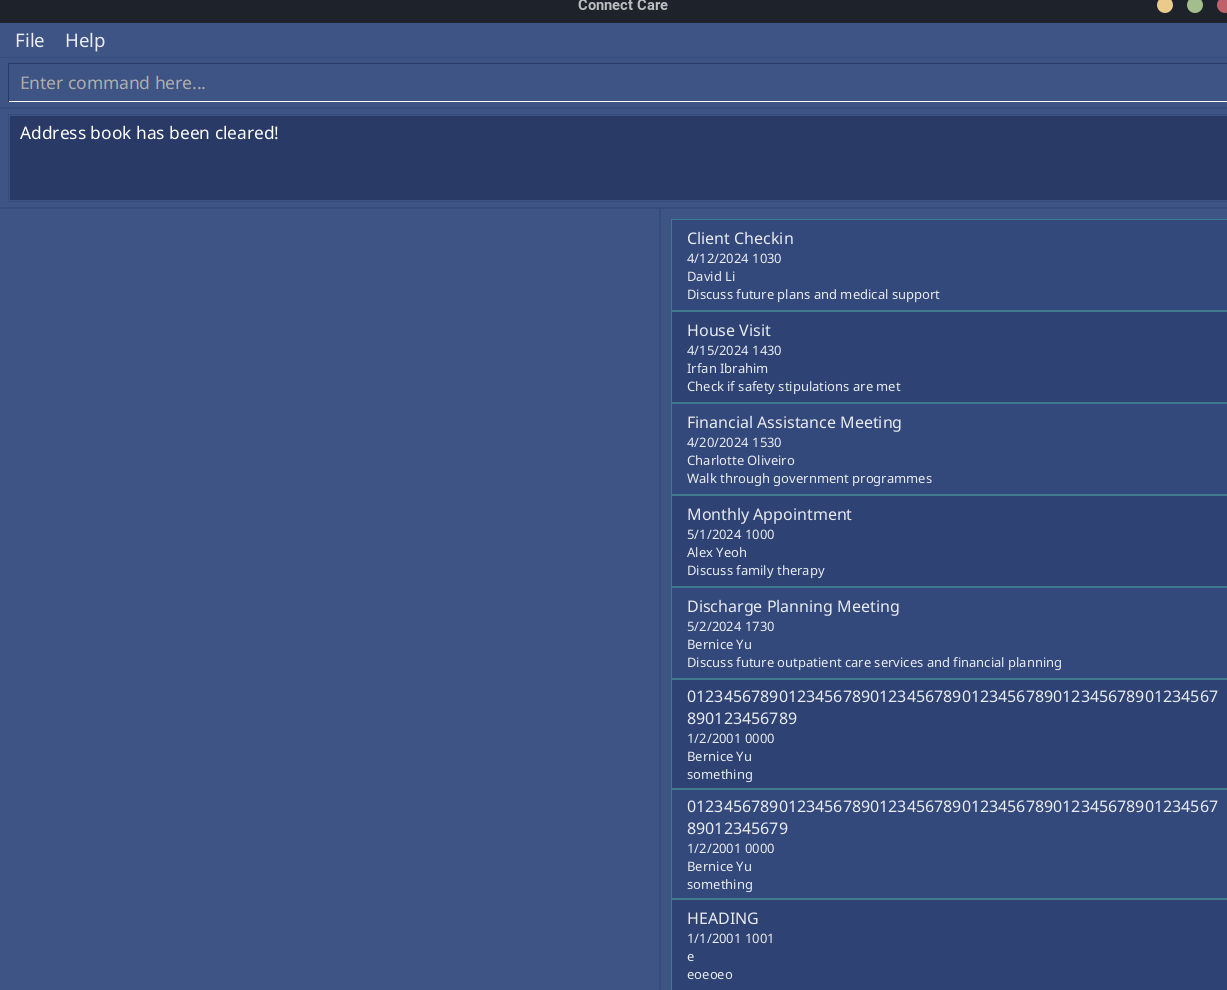 Connect Care
File Help
Enter command here...
Address book has been cleared!
Client Checkin
4/12/2024 1030
David Li
Discuss future plans and medical support
House Visit
4/15/2024 1430
Irfan Ibrahim
Check if safety stipulations are met
Financial Assistance Meeting
4/20/2024 1530
Charlotte Oliveiro
Walk through government programmes
Monthly Appointment
5/1/2024 1000
Alex Yeoh
Discuss family therapy
Discharge Planning Meeting
5/2/2024 1730
Bernice Yu
Discuss future outpatient care services and financial planning
0123456789012345678901234567890123456789012345678901234567
890123456789
1/2/2001 0000
Bernice Yu
something
0123456789012345678901234567890123456789012345678901234567
89012345679
1/2/2001 0000
Bernice Yu
something
HEADING
1/1/2001 1001
e
eoeoeo